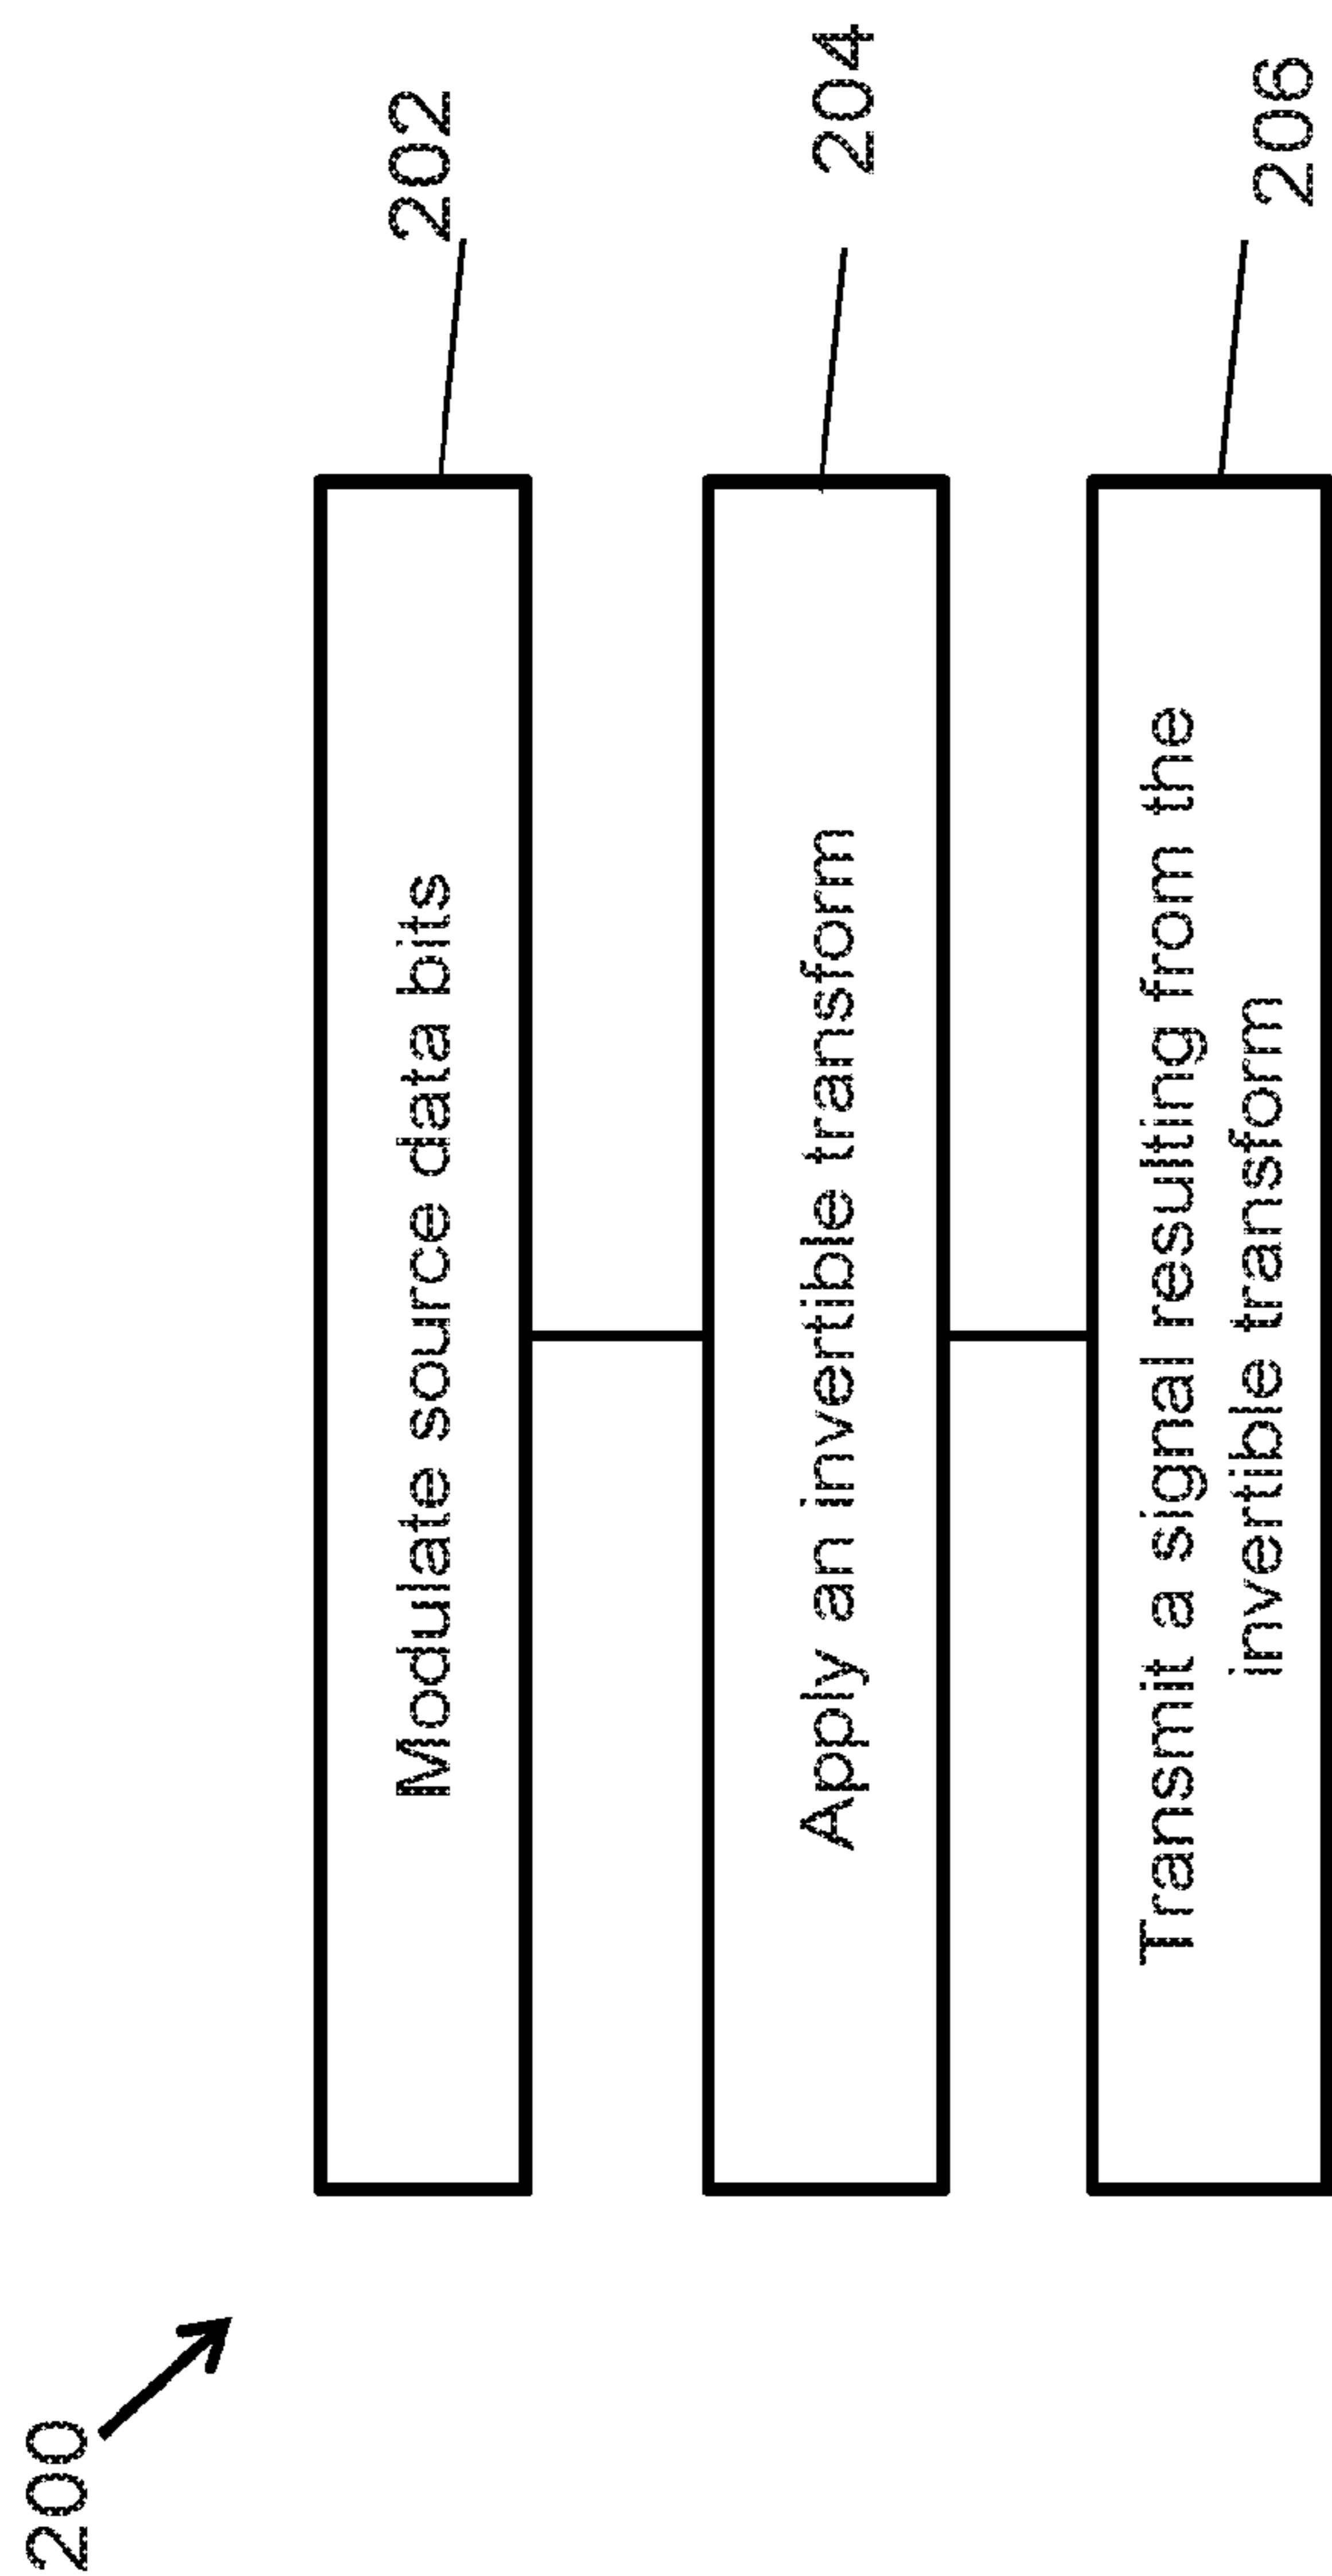 200
Modulate source data bits
202
Apply an invertible transform
204
Transmit a signal resulting from the
invertible transform
206